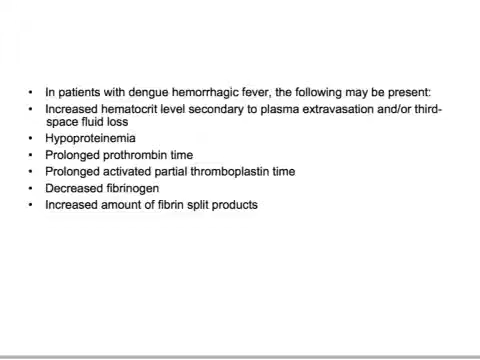 • In patients with dengue hemorrhagic fever, the following may be present:
• Increased hematocrit level secondary to plasma extravasation and/or third-
space fluid loss
• Hypoproteinemia
• Prolonged prothrombin time
• Prolonged activated partial thromboplastin time
• Decreased fibrinogen
• Increased amount of fibrin split products